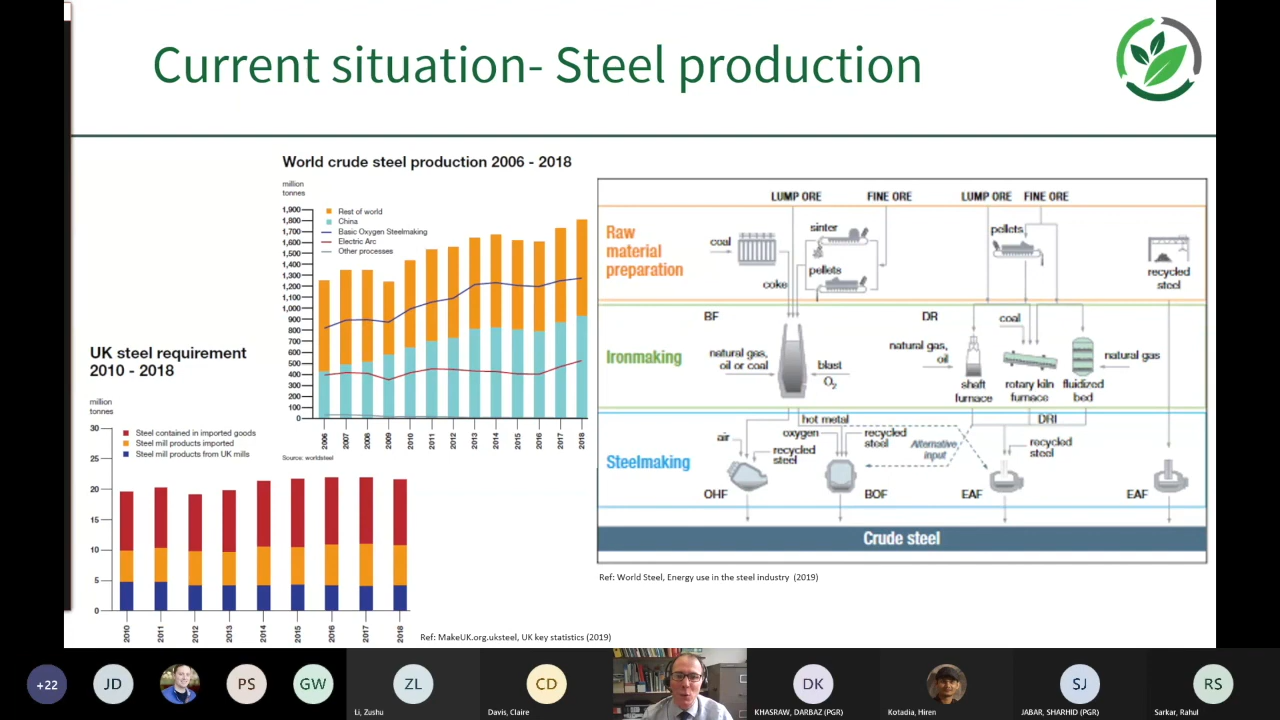 Current situation- Steel production
World crude steel production 2006 - 2018
million
tonnes
1,900
1,800
1,700
1,600
1,500
1,400
1,300
1,200
1,100
1,000
900
800
700
600
500
400
300
200
100
0
Rest of world
China
Basic Oxygen Steelmaking
Electric Arc
Other processes
2006
2007
2008
2009
2010
2011
2012
2013
2014
2015
2016
2017
2018
Source: worldsteel
UK steel requirement
2010 - 2018
million
tonnes
30
25
20
15
10
5
0
Steel contained in imported goods
Steel mill products imported
Steel mill products from UK mills
2010
2011
2012
2013
2014
2015
2016
2017
2018
Ref: MakeUK.org.uksteel, UK key statistics (2019)
LUMP ORE
FINE ORE
LUMP ORE
FINE ORE
Raw
material
preparation
coal
sinter
pellets
coke
pellets
recycled
steel
BF
DR
Ironmaking
natural gas,
oil or coal
blast
O2
natural gas,
oil
coal
natural gas
shaft
furnace
rotary kiln
furnace
fluidized
bed
hot metal
DRI
Steelmaking
air
recycled
steel
oxygen
recycled
steel
Alternative
input
recycled
steel
OHF
BOF
EAF
EAF
Crude steel
Ref: World Steel, Energy use in the steel industry (2019)
+22
JD
PS
GW
ZL
Li, Zushu
CD
Davis, Claire
DK
KHASRAW, DARBAZ (PGR)
Kotadia, Hiren
SJ
JABAR, SHARHID (PGR)
RS
Sarkar, Rahul